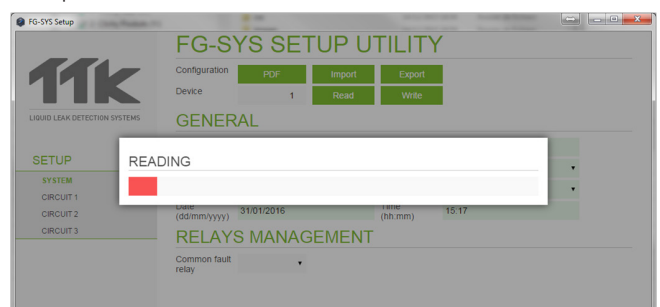 FG-SYS Setup
FG-SYS SETUP UTILITY
Configuration PDF Import Export
Device 1 Read Write
TTK
LIQUID LEAK DETECTION SYSTEMS
GENERAL
SETUP
SYSTEM
CIRCUIT 1
CIRCUIT 2
CIRCUIT 3
READING
Date
(dd/mm/yyyy) 31/01/2016
Time
(hh:mm) 15:17
RELAYS MANAGEMENT
Common fault
relay